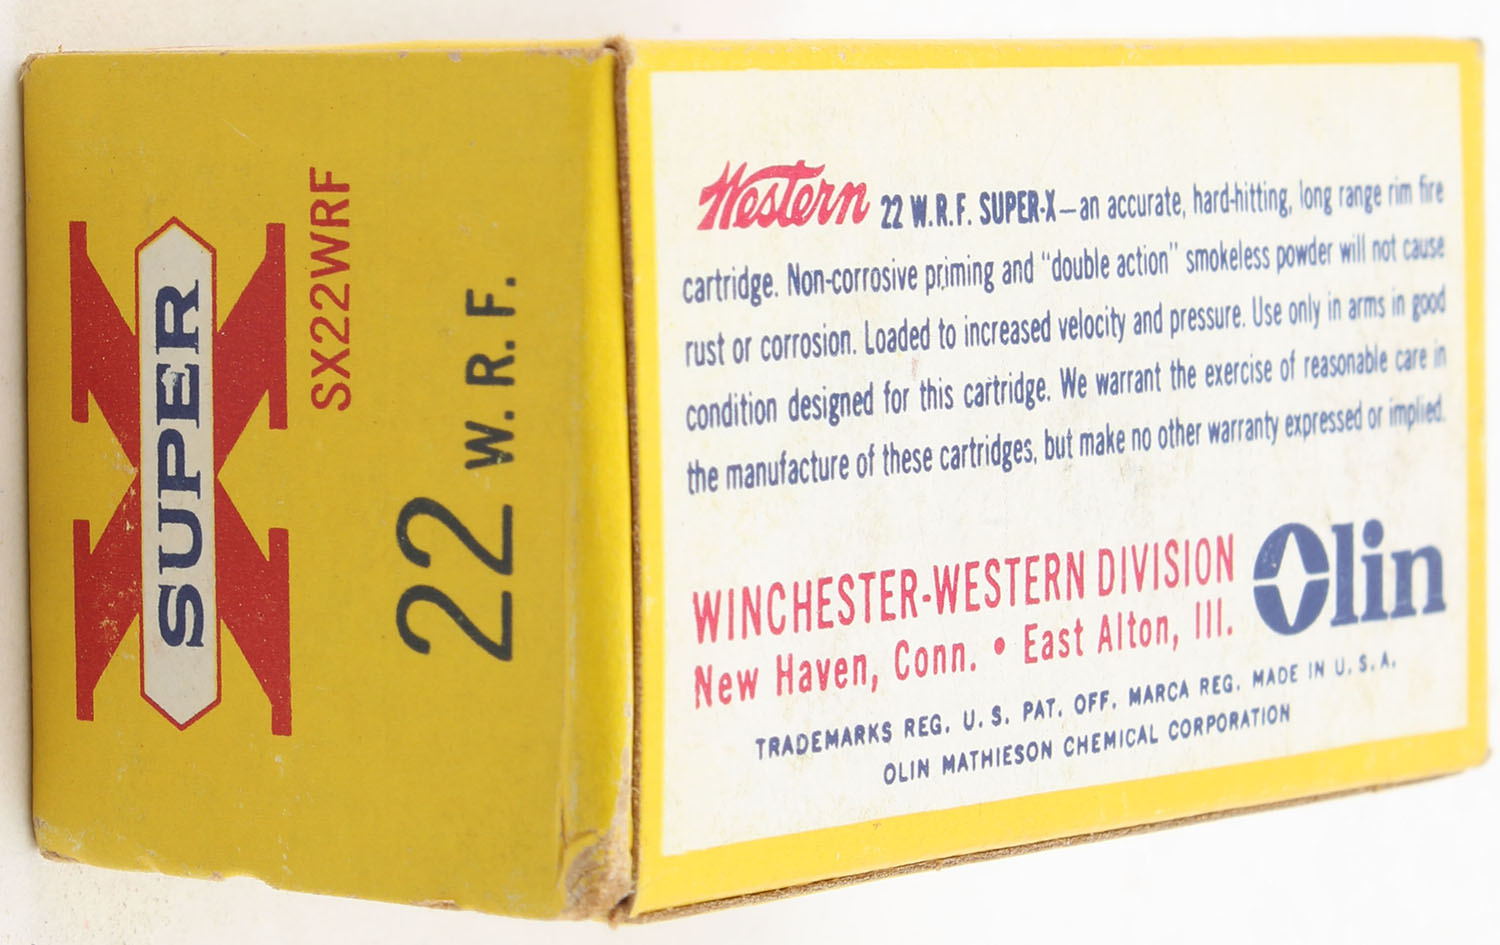 SUPER X
SX22WRF
22 W.R.F.
Western 22 W.R.F. SUPER-X—an accurate, hard-hitting, long range rim fire
cartridge. Non-corrosive priming and "double action" smokeless powder will not cause
rust or corrosion. Loaded to increased velocity and pressure. Use only in arms in good
condition designed for this cartridge. We warrant the exercise of reasonable care in
the manufacture of these cartridges, but make no other warranty expressed or implied.
WINCHESTER-WESTERN DIVISION
New Haven, Conn. • East Alton, Ill.
Olin
TRADEMARKS REG. U. S. PAT. OFF. MARCA REG. MADE IN U. S. A.
OLIN MATHIESON CHEMICAL CORPORATION